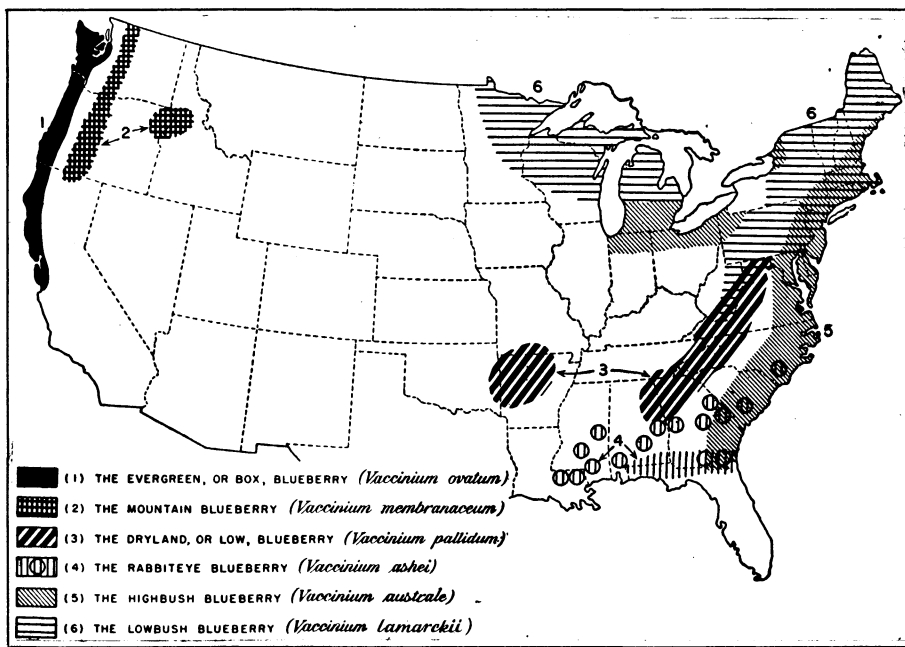 6
6
1
2
5
3
4
(1) THE EVERGREEN, OR BOX, BLUEBERRY (Vaccinium ovatum)
(2) THE MOUNTAIN BLUEBERRY (Vaccinium membranaceum)
(3) THE DRYLAND, OR LOW, BLUEBERRY (Vaccinium pallidum)
(4) THE RABBITEYE BLUEBERRY (Vaccinium ashei)
(5) THE HIGHBUSH BLUEBERRY (Vaccinium australe)
(6) THE LOWBUSH BLUEBERRY (Vaccinium lamarckii)